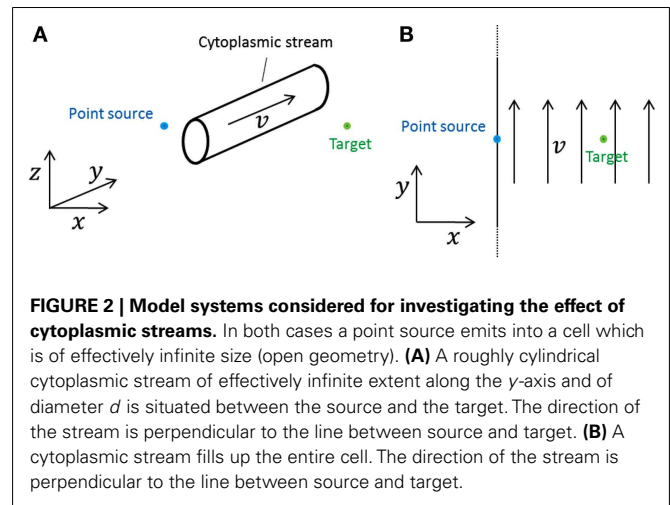 A
B
Cytoplasmic stream
Point source
v
Target
z
y
x
Point source
v
Target
y
x
FIGURE 2 | Model systems considered for investigating the effect of
cytoplasmic streams. In both cases a point source emits into a cell which
is of effectively infinite size (open geometry). (A) A roughly cylindrical
cytoplasmic stream of effectively infinite extent along the y-axis and of
diameter d is situated between the source and the target. The direction of
the stream is perpendicular to the line between source and target. (B) A
cytoplasmic stream fills up the entire cell. The direction of the stream is
perpendicular to the line between source and target.